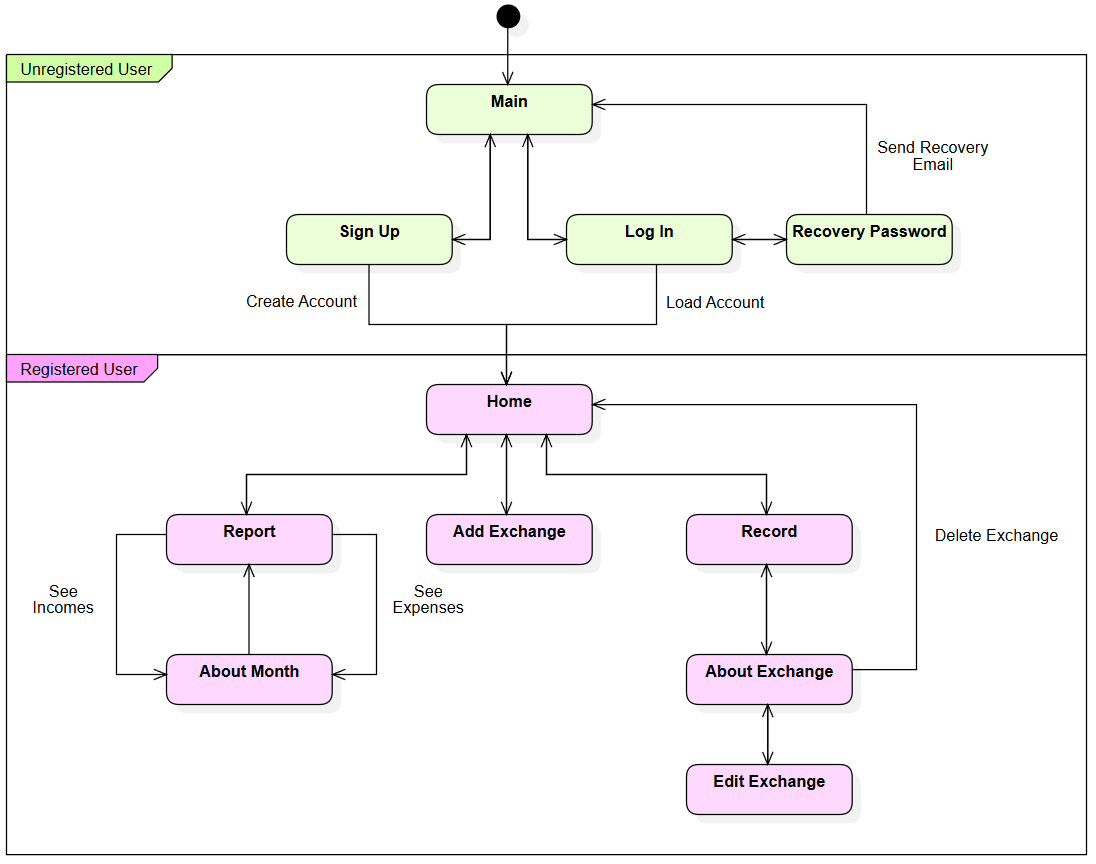 Unregistered User
Main
Send Recovery
Email
Sign Up
Log In
Recovery Password
Create Account
Load Account
Registered User
Home
Report
Add Exchange
Record
Delete Exchange
See
Incomes
See
Expenses
About Month
About Exchange
Edit Exchange